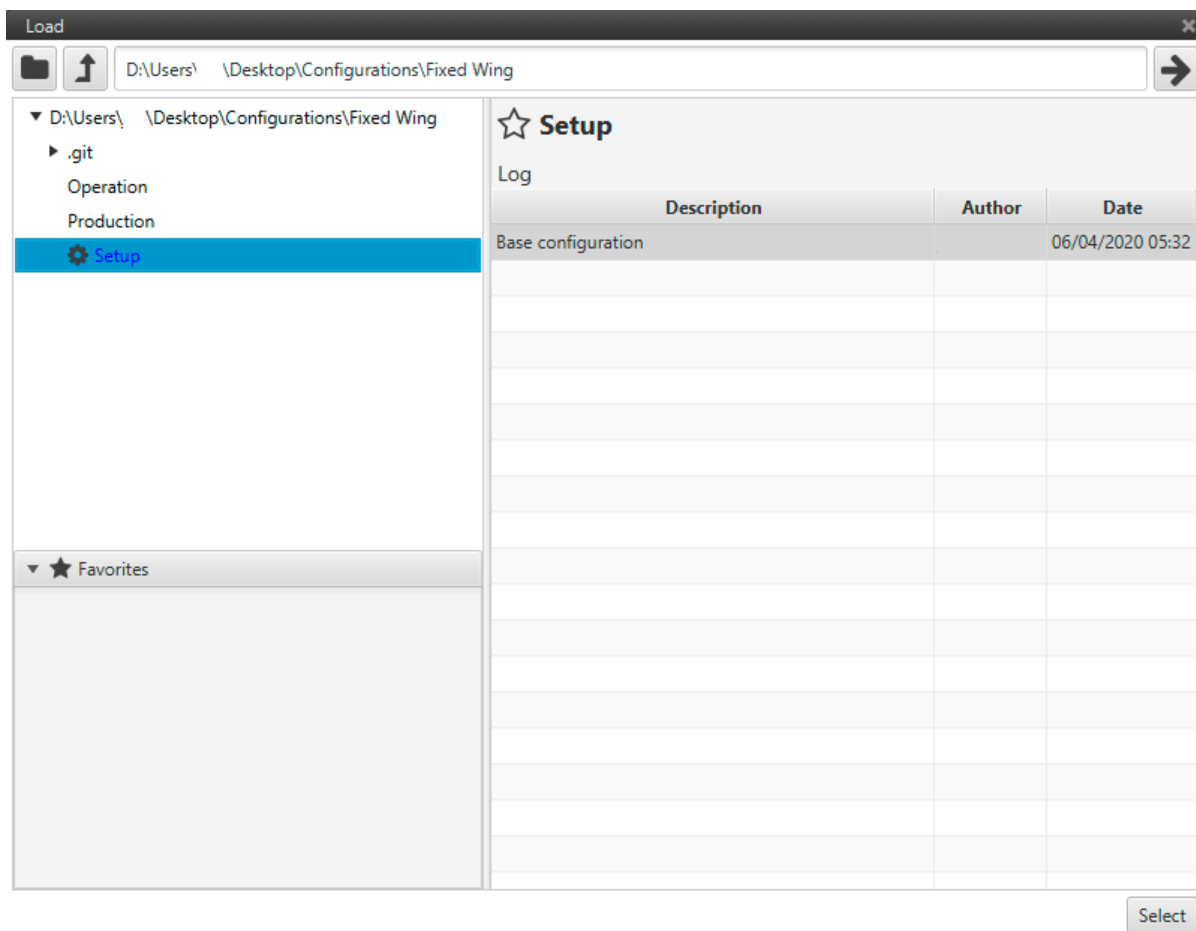 Load
D:\Users\ \Desktop\Configurations\Fixed Wing
D:\Users\ \Desktop\Configurations\Fixed Wing
.git
Operation
Production
Setup
Favorites
Setup
Log
Description Author Date
Base configuration 06/04/2020 05:32
Select